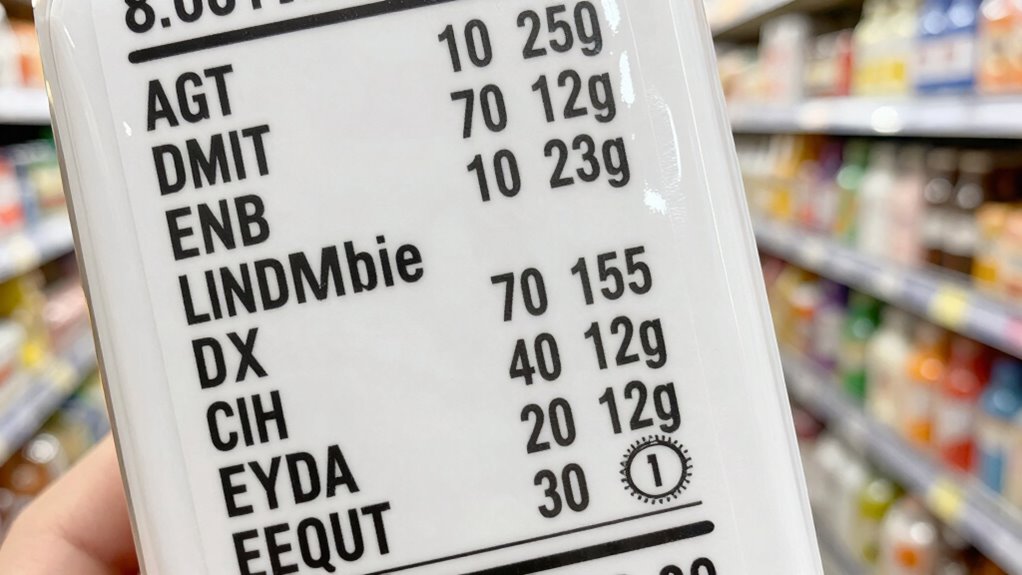 AGT 10 25g
DMIT 70 12g
ENB 10 23g
LINDMbie
DX 70 155
CIH 40 12g
EYDA 20 12g
EEQUT 30 1